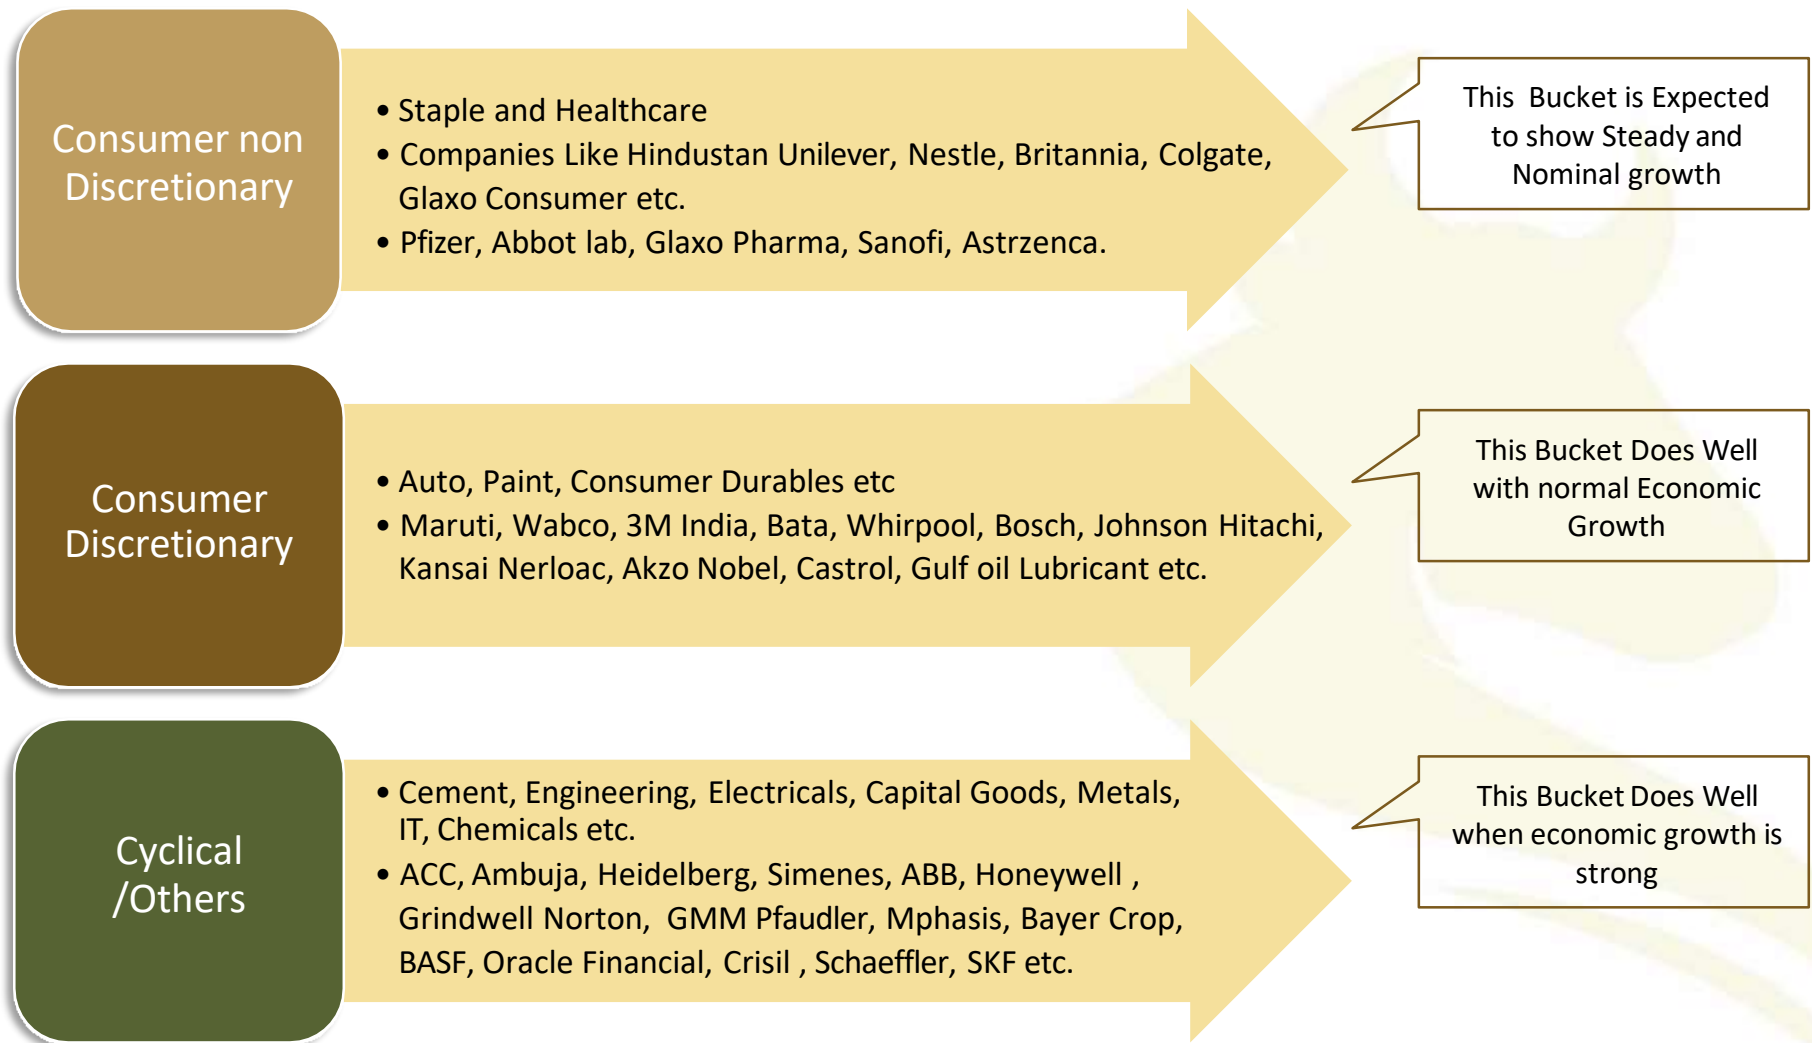 Consumer non
Discretionary
• Staple and Healthcare
• Companies Like Hindustan Unilever, Nestle, Britannia, Colgate,
Glaxo Consumer etc.
• Pfizer, Abbot lab, Glaxo Pharma, Sanofi, Astrzenca.
This Bucket is Expected
to show Steady and
Nominal growth
Consumer
Discretionary
• Auto, Paint, Consumer Durables etc
• Maruti, Wabco, 3M India, Bata, Whirpool, Bosch, Johnson Hitachi,
Kansai Nerloac, Akzo Nobel, Castrol, Gulf oil Lubricant etc.
This Bucket Does Well
with normal Economic
Growth
Cyclical
/Others
• Cement, Engineering, Electricals, Capital Goods, Metals,
IT, Chemicals etc.
• ACC, Ambuja, Heidelberg, Simenes, ABB, Honeywell ,
Grindwell Norton, GMM Pfaudler, Mphasis, Bayer Crop,
BASF, Oracle Financial, Crisil , Schaeffler, SKF etc.
This Bucket Does Well
when economic growth is
strong